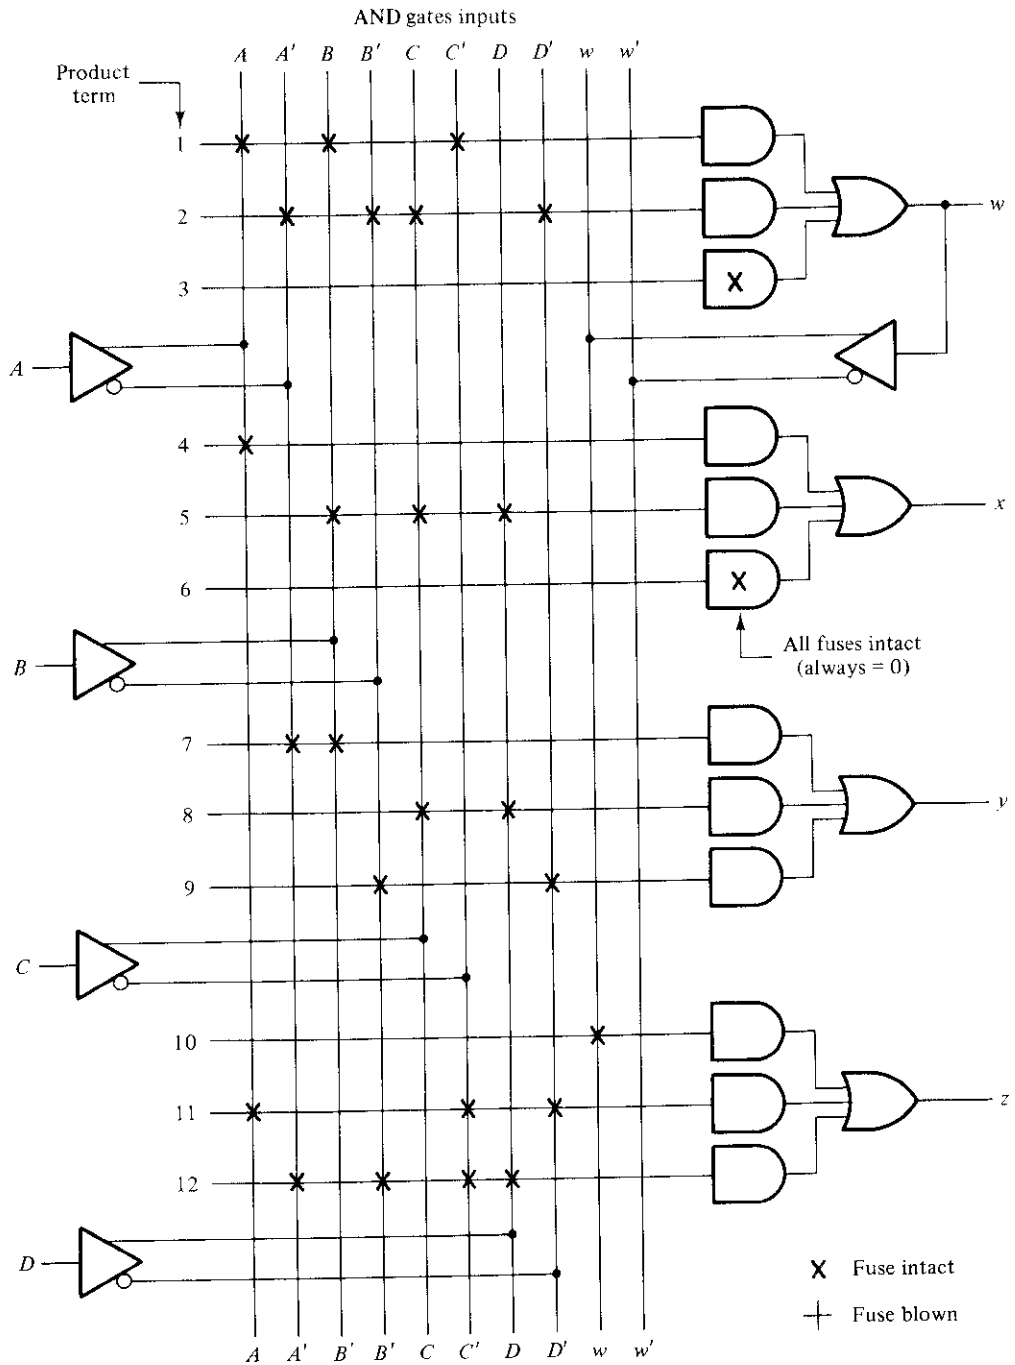 AND gates inputs
A A' B B' C C' D D' w w'
Product
term
1
2
w
3
A
4
5
x
6
All fuses intact
(always = 0)
B
7
8
y
9
C
10
11
z
12
D
X Fuse intact
Fuse blown
A A' B' B' C C' D D' w w'